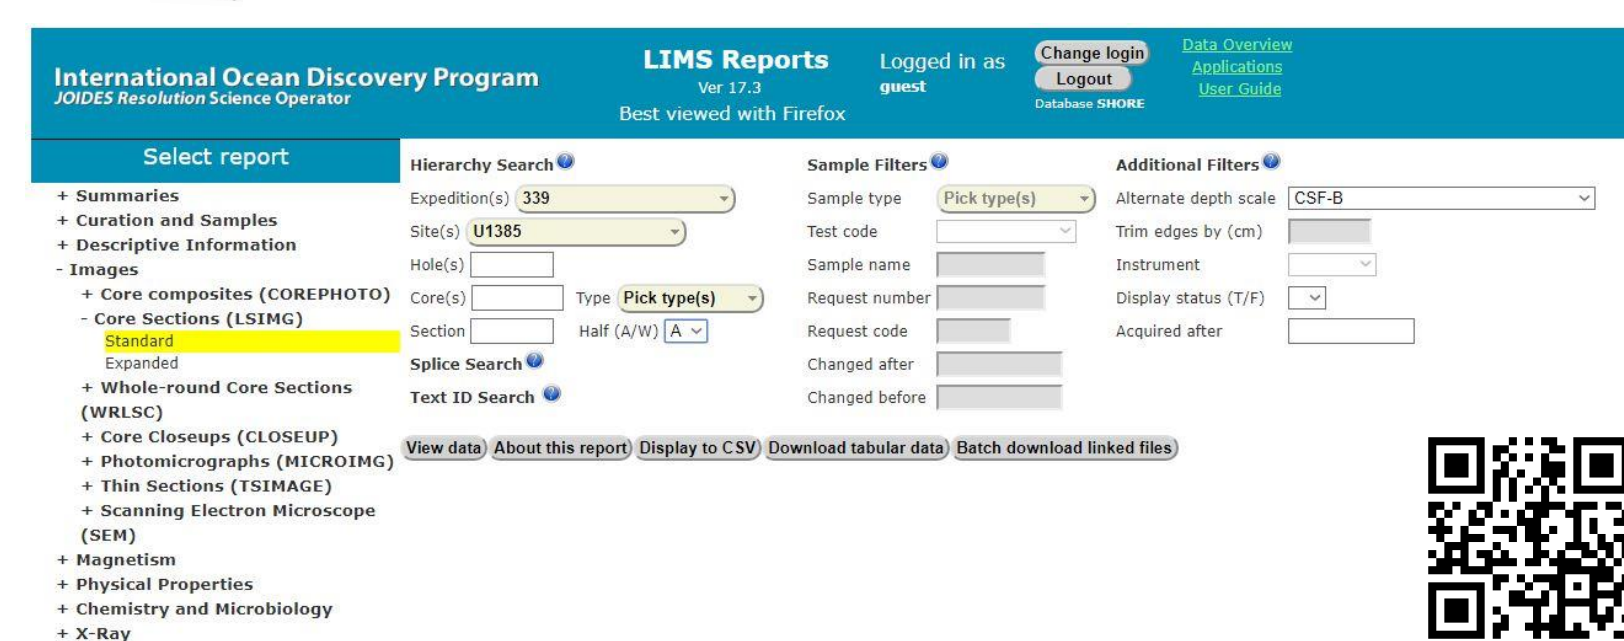 International Ocean Discovery Program
JOIDES Resolution Science Operator
LIMS Reports
Ver 17.3
Best viewed with Firefox
Logged in as
guest
Change login
Logout
Database SHORE
Data Overview
Applications
User Guide
Select report
+ Summaries
+ Curation and Samples
+ Descriptive Information
- Images
+ Core composites (COREPHOTO)
- Core Sections (LSIMG)
Standard
Expanded
+ Whole-round Core Sections
(WRLSC)
+ Core Closeups (CLOSEUP)
+ Photomicrographs (MICROIMG)
+ Thin Sections (TSIMAGE)
+ Scanning Electron Microscope
(SEM)
+ Magnetism
+ Physical Properties
+ Chemistry and Microbiology
+ X-Ray
Hierarchy Search
Expedition(s) 339
Site(s) U1385
Hole(s)
Core(s) Type Pick type(s)
Section Half (A/W) A
Splice Search
Text ID Search
Sample Filters
Sample type Pick type(s)
Test code
Sample name
Request number
Request code
Changed after
Changed before
Additional Filters
Alternate depth scale CSF-B
Trim edges by (cm)
Instrument
Display status (T/F)
Acquired after
View data About this report Display to CSV Download tabular data Batch download linked files